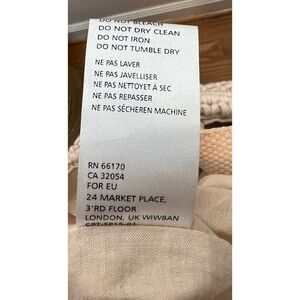 DO NOT BLEACH
DO NOT DRY CLEAN
DO NOT IRON
DO NOT TUMBLE DRY
NE PAS LAVER
NE PAS JAVELLISER
NE PAS NETTOYET À SEC
NE PAS REPASSER
NE PAS SÉCHEREN MACHINE
RN 66170
CA 32054
FOR EU
24 MARKET PLACE,
3'RD FLOOR
LONDON, UK WIW8AN